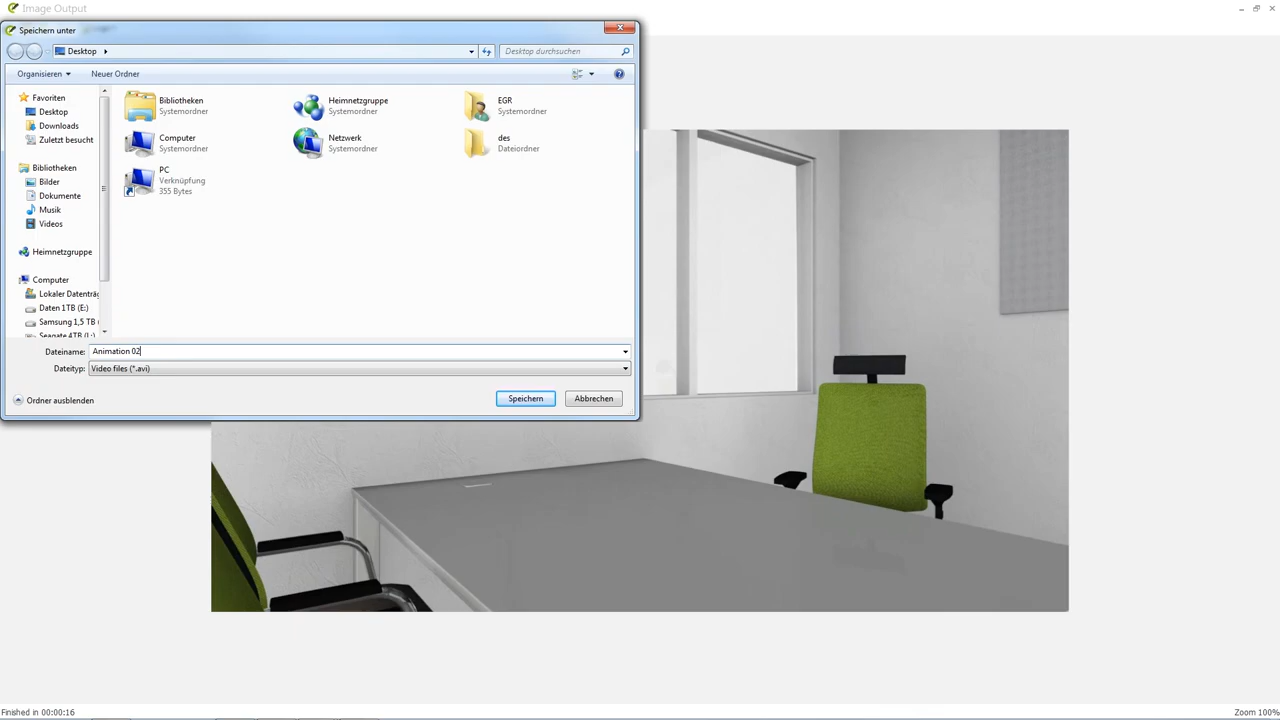 Image Output
Speichern unter
Desktop
Desktop durchsuchen
Organisieren
Neuer Ordner
Favoriten
Desktop
Downloads
Zuletzt besucht
Bibliotheken
Bilder
Dokumente
Musik
Videos
Heimnetzgruppe
Computer
Lokaler Datenträg
Daten 1TB (E:)
Samsung 1,5 TB
Seagate 4TB (L:)
Bibliotheken
Systemordner
Heimnetzgruppe
Systemordner
EGR
Systemordner
Computer
Systemordner
Netzwerk
Systemordner
des
Dateiordner
PC
Verknüpfung
355 Bytes
Dateiname: Animation 02
Dateityp: Video files (*.avi)
Ordner ausblenden
Speichern
Abbrechen
Finished in 00:00:16
Zoom 100%